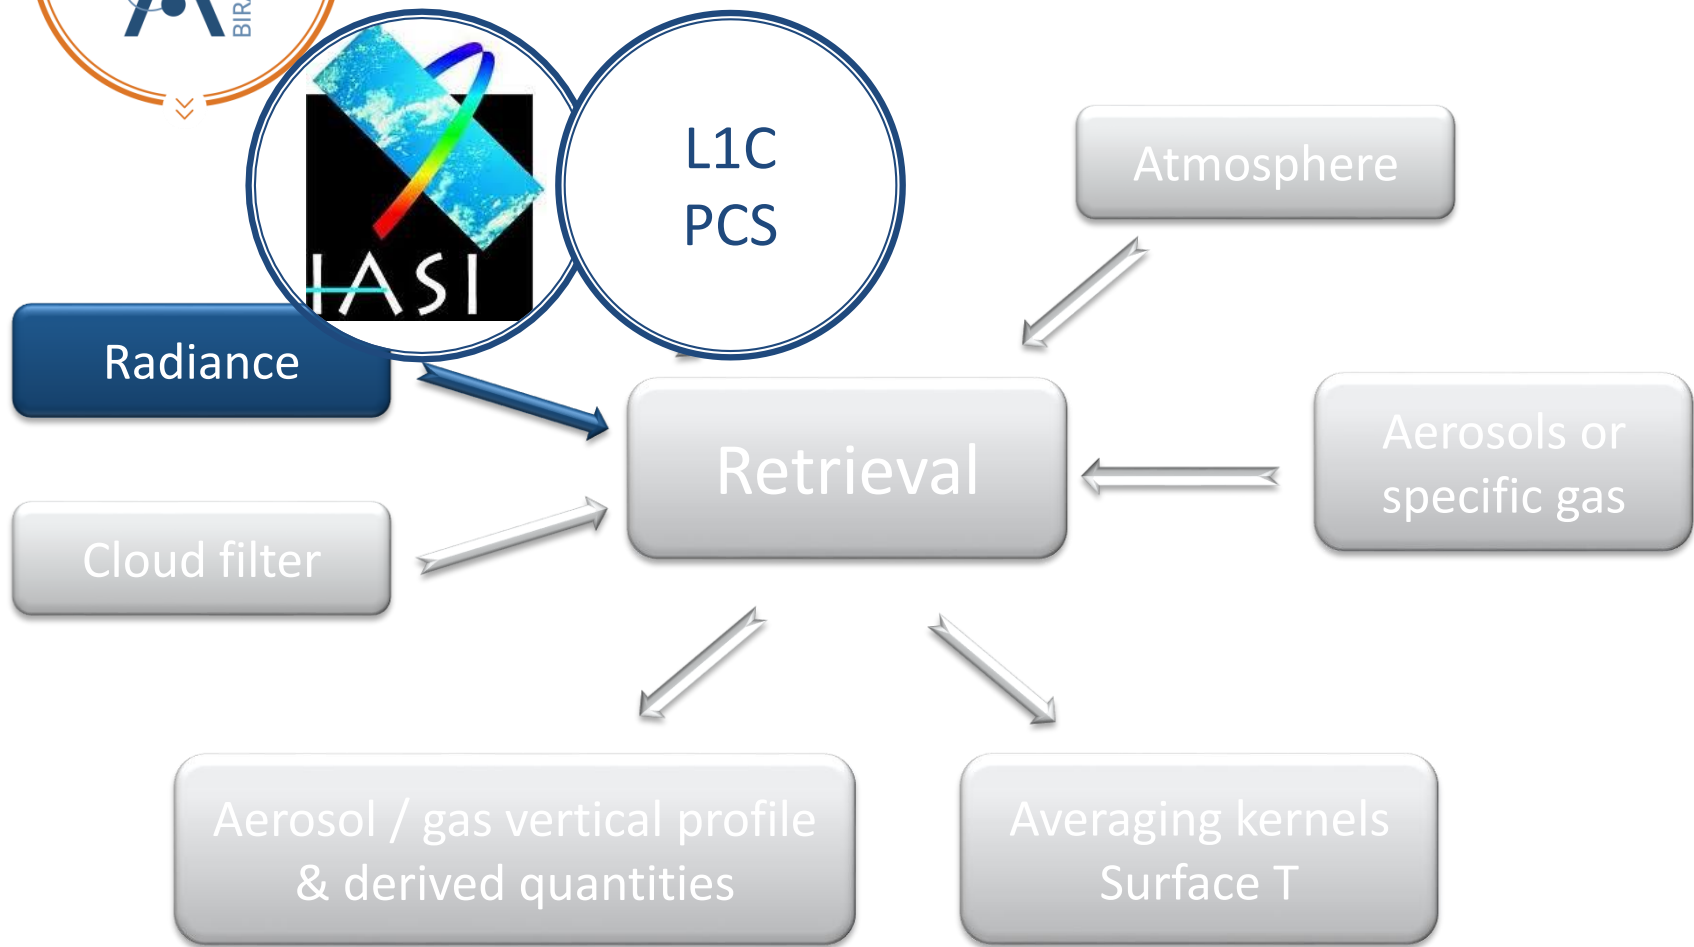 BIRA
IASI
L1C
PCS
Atmosphere
Radiance
Retrieval
Aerosols or
specific gas
Cloud filter
Aerosol / gas vertical profile
& derived quantities
Averaging kernels
Surface T